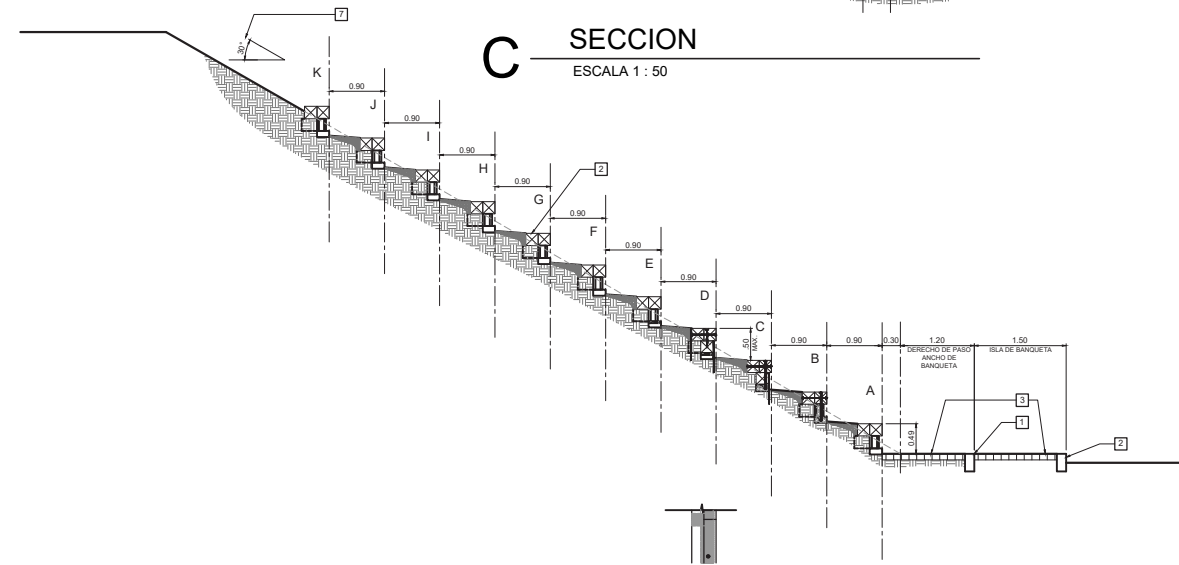 7
30°
C
SECCION
ESCALA 1 : 50
K
0.90
J
0.90
I
0.90
H
0.90
2
G
0.90
F
0.90
E
0.90
D
0.90
C
.50
MAX.
0.90
B
0.90
0.30
1.20
1.50
DERECHO DE PASO
ANCHO DE
BANQUETA
ISLA DE BANQUETA
A
3
1
0.49
2